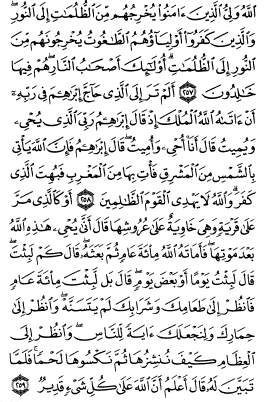 ٱللَّهُ وَلِىُّ ٱلَّذِينَ ءَامَنُوا۟ يُخْرِجُهُم مِّنَ ٱلظُّلُمَٰتِ إِلَى ٱلنُّورِۖ
وَٱلَّذِينَ كَفَرُوٓا۟ أَوْلِيَآؤُهُمُ ٱلطَّٰغُوتُ يُخْرِجُونَهُم مِّنَ
ٱلنُّورِ إِلَى ٱلظُّلُمَٰتِۗ أُو۟لَٰٓئِكَ أَصْحَٰبُ ٱلنَّارِۖ هُمْ فِيهَا
خَٰلِدُونَ ٢٥٧ أَلَمْ تَرَ إِلَى ٱلَّذِى حَآجَّ إِبْرَٰهِۦمَ فِى رَبِّهِۦٓ
أَنْ ءَاتَىٰهُ ٱللَّهُ ٱلْمُلْكَ إِذْ قَالَ إِبْرَٰهِۦمُ رَبِّىَ ٱلَّذِى يُحْىِۦ
وَيُمِيتُ قَالَ أَنَا۠ أُحْىِۦ وَأُمِيتُۖ قَالَ إِبْرَٰهِۦمُ فَإِنَّ ٱللَّهَ يَأْتِى
بِٱلشَّمْسِ مِنَ ٱلْمَشْرِقِ فَأْتِ بِهَا مِنَ ٱلْمَغْرِبِ فَبُهِتَ ٱلَّذِى
كَفَرَۗ وَٱللَّهُ لَا يَهْدِى ٱلْقَوْمَ ٱلظَّٰلِمِينَ ٢٥٨ أَوْ كَٱلَّذِى مَرَّ
عَلَىٰ قَرْيَةٍ وَهِىَ خَاوِيَةٌ عَلَىٰ عُرُوشِهَا قَالَ أَنَّىٰ يُحْىِۦ هَٰذِهِ ٱللَّهُ
بَعْدَ مَوْتِهَاۖ فَأَمَاتَهُ ٱللَّهُ مِا۟ئَةَ عَامٍ ثُمَّ بَعَثَهُۥۖ قَالَ كَمْ لَبِثْتَۖ
قَالَ لَبِثْتُ يَوْمًا أَوْ بَعْضَ يَوْمٍۖ قَالَ بَل لَّبِثْتَ مِا۟ئَةَ عَامٍ
فَٱنظُرْ إِلَىٰ طَعَامِكَ وَشَرَابِكَ لَمْ يَتَسَنَّهْۖ وَٱنظُرْ إِلَىٰ
حِمَارِكَ وَلِنَجْعَلَكَ ءَايَةً لِّلنَّاسِۖ وَٱنظُرْ إِلَى
ٱلْعِظَامِ كَيْفَ نُنشِزُهَا ثُمَّ نَكْسُوهَا لَحْمًاۚ فَلَمَّا
تَبَيَّنَ لَهُۥ قَالَ أَعْلَمُ أَنَّ ٱللَّهَ عَلَىٰ كُلِّ شَىْءٍ قَدِيرٌ ٢٥٩